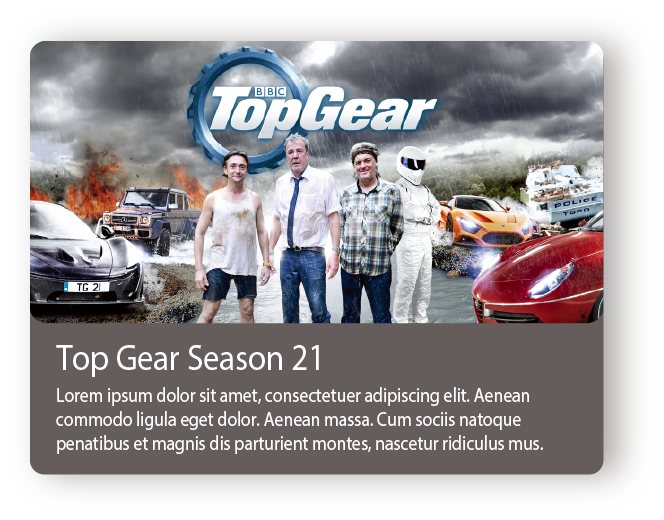 BBC
TopGear
TG 2
POLICE
Top Gear Season 21
Lorem ipsum dolor sit amet, consectetuer adipiscing elit. Aenean
commodo ligula eget dolor. Aenean massa. Cum sociis natoque
penatibus et magnis dis parturient montes, nascetur ridiculus mus.